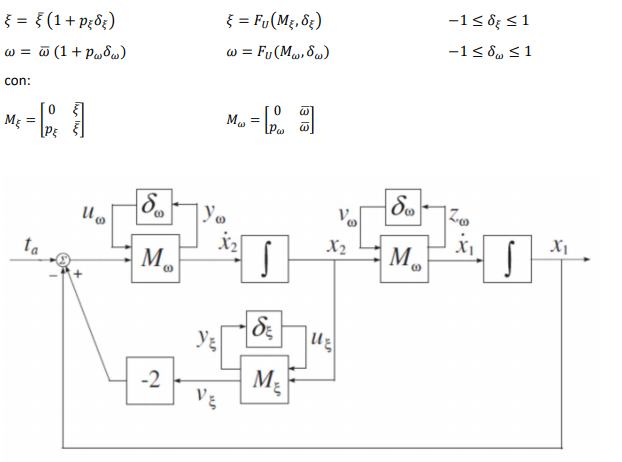 ξ = ξ̄ (1 + p_ξ δ_ξ) ξ = F_U(M_ξ, δ_ξ) −1 ≤ δ_ξ ≤ 1
ω = ω̄ (1 + p_ω δ_ω) ω = F_U(M_ω, δ_ω) −1 ≤ δ_ω ≤ 1
con:
M_ξ = [0 ξ̄; p_ξ ξ̄] M_ω = [0 ω̄; p_ω ω̄]
u_ω δ_ω y_ω v_ω δ_ω z_ω
t_a Σ M_ω ẋ_2 ∫ x_2 M_ω ẋ_1 ∫ x_1
− +
y_ξ δ_ξ u_ξ
-2 v_ξ M_ξ